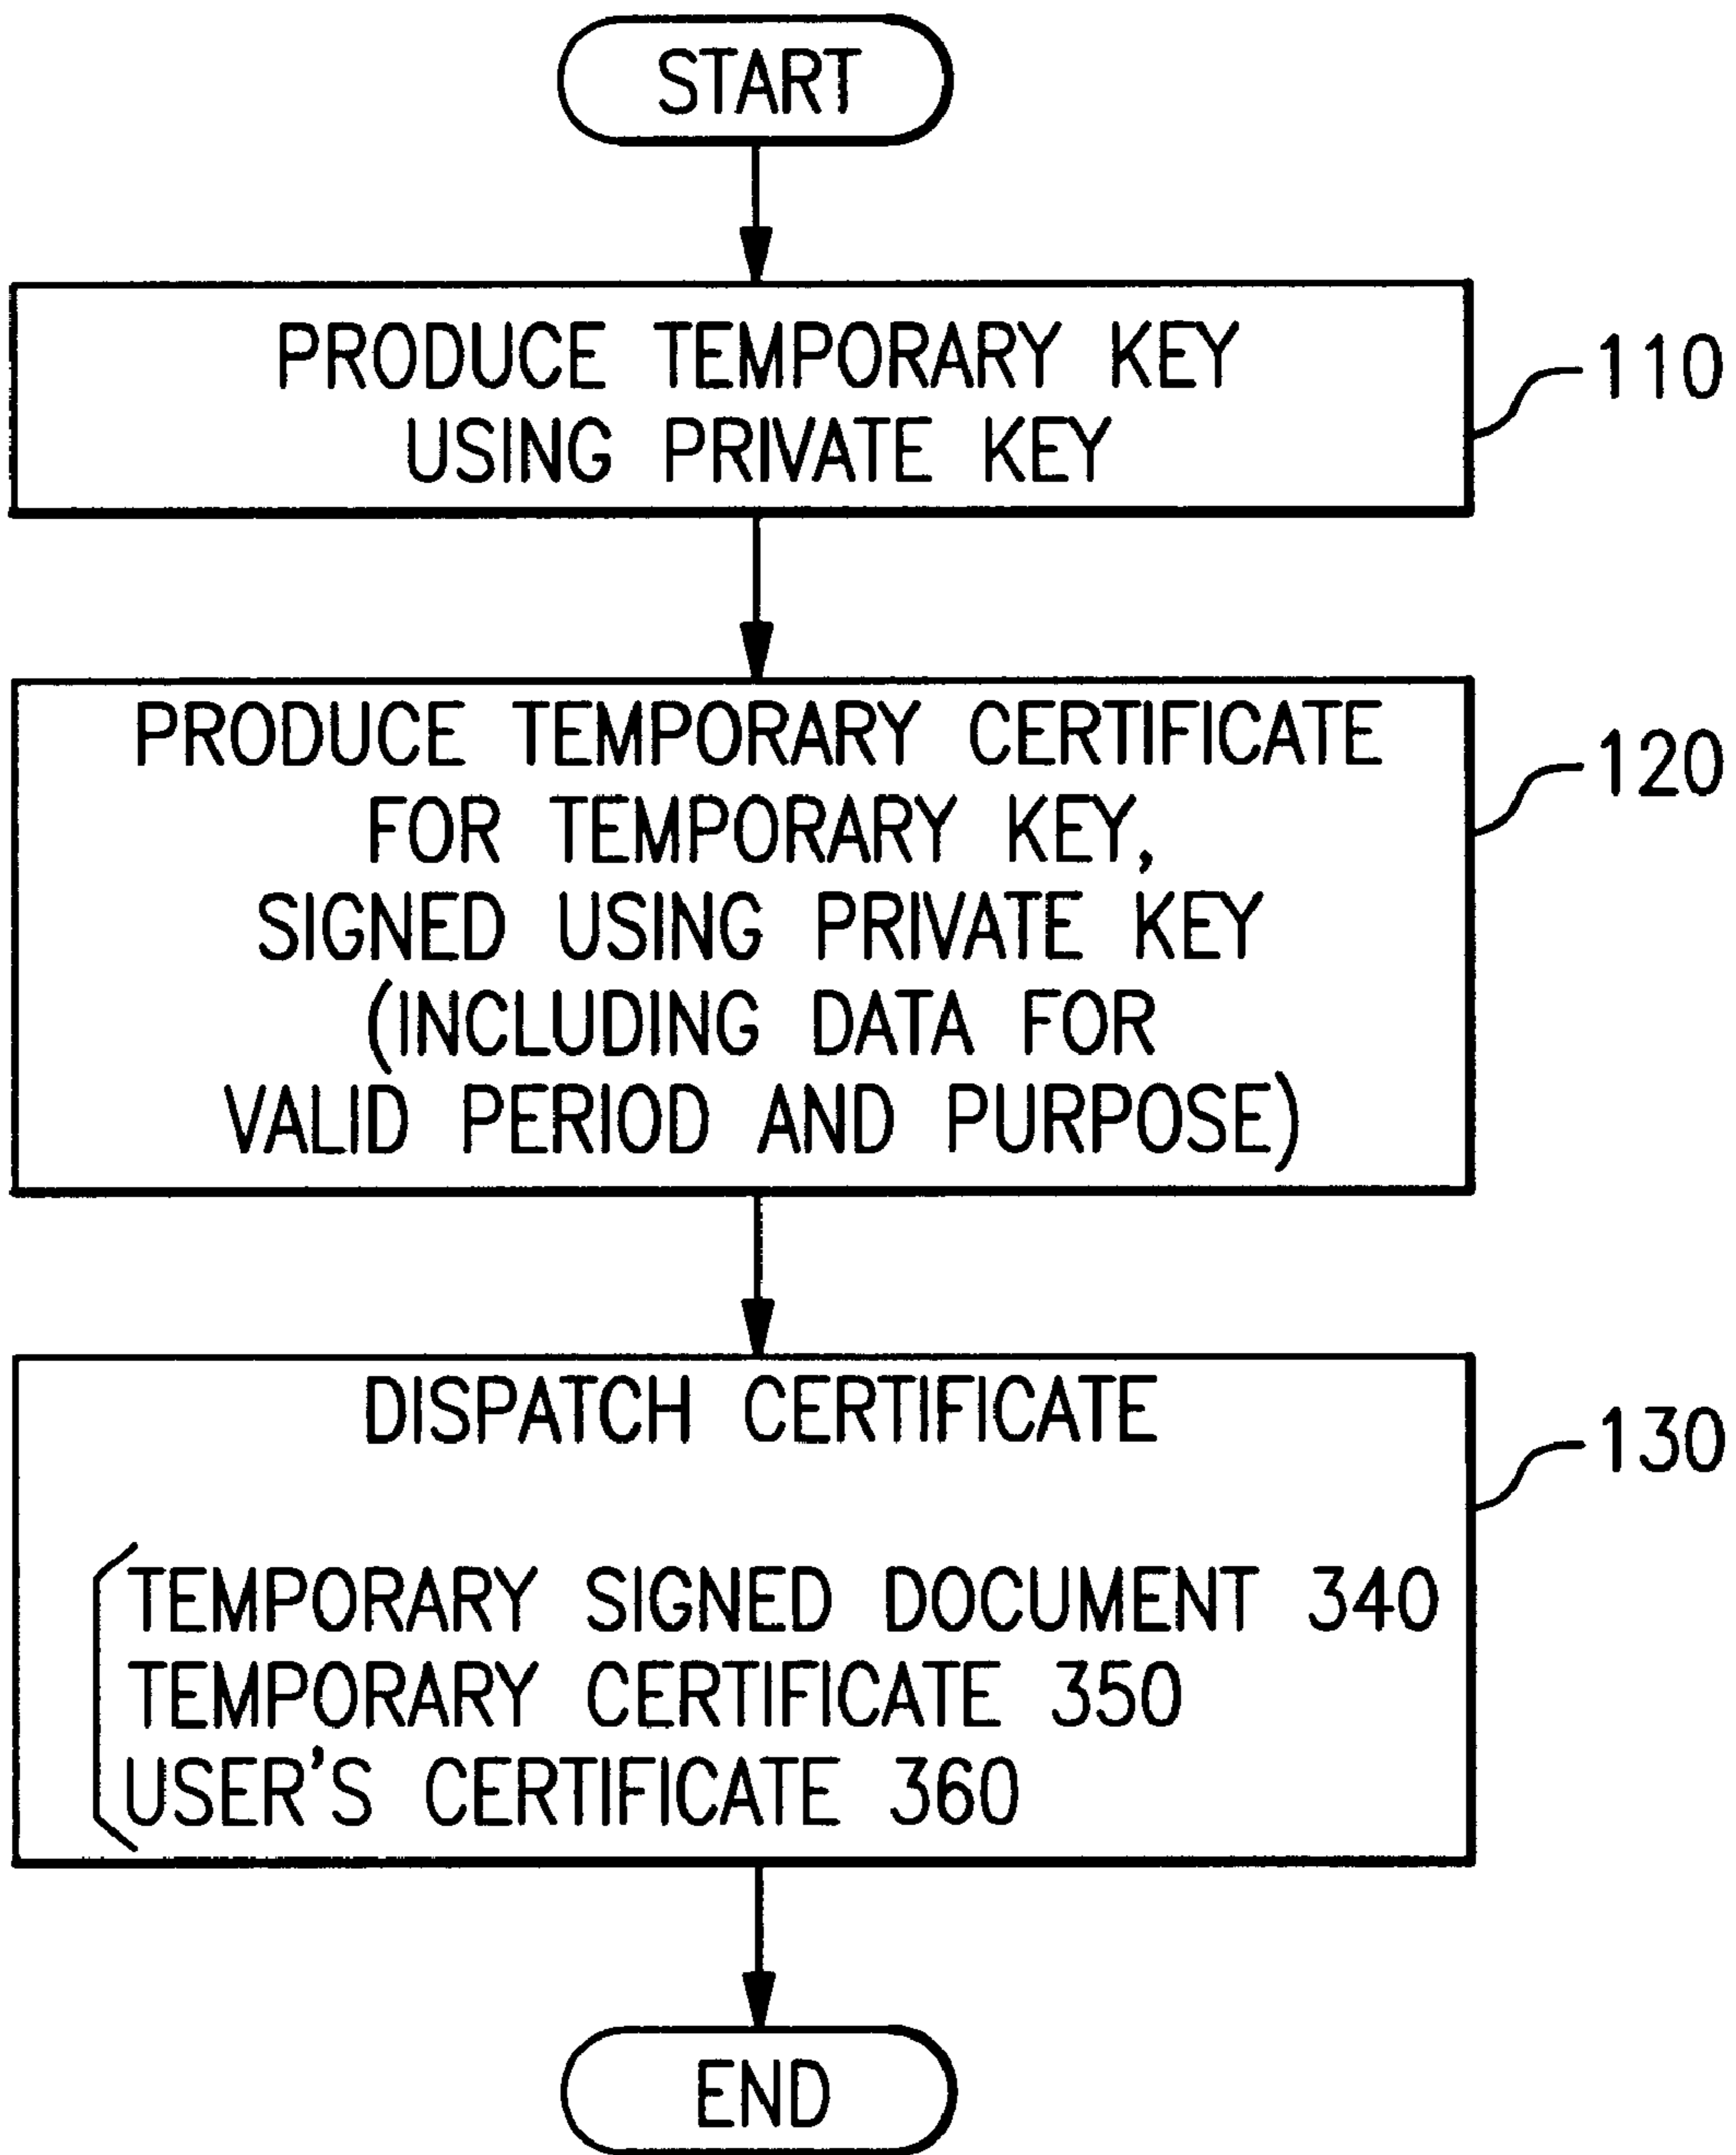 START
PRODUCE TEMPORARY KEY
USING PRIVATE KEY
110
PRODUCE TEMPORARY CERTIFICATE
FOR TEMPORARY KEY,
SIGNED USING PRIVATE KEY
(INCLUDING DATA FOR
VALID PERIOD AND PURPOSE)
120
DISPATCH CERTIFICATE
130
TEMPORARY SIGNED DOCUMENT 340
TEMPORARY CERTIFICATE 350
USER'S CERTIFICATE 360
END